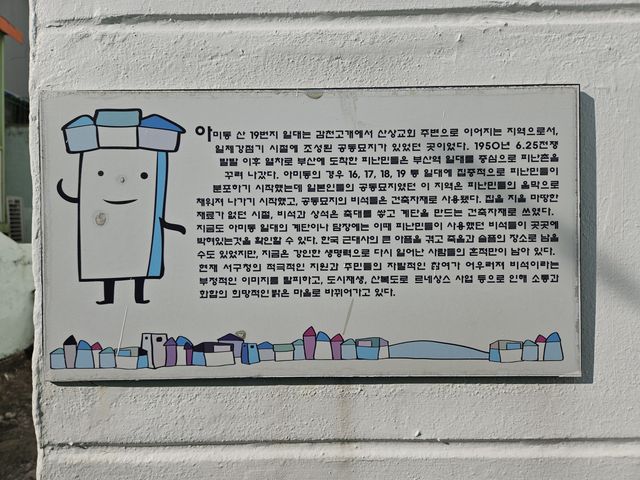 아미동 산 19번지 일대는 감천고개에서 산상교회 주변으로 이어지는 지역으로서,
일제강점기 시절에 조성된 공동묘지가 있었던 곳이었다. 1950년 6.25전쟁
발발 이후 열차로 부산에 도착한 피난민들은 부산역 일대를 중심으로 피난촌을
꾸려 나갔다. 아미동의 경우 16, 17, 18, 19 통 일대에 집중적으로 피난민들이
분포하기 시작했는데 일본인들의 공동묘지였던 이 지역은 피난민들의 움막으로
채워져 나가기 시작했고, 공동묘지의 비석들은 건축자재로 사용됐다. 집을 지을 마땅한
재료가 없던 시절, 비석과 상석은 축대를 쌓고 계단을 만드는 건축자재로 쓰였다.
지금도 아미동 일대의 계단이나 담장에는 이때 피난민들이 사용했던 비석들이 곳곳에
박혀있는것을 확인할 수 있다. 한국 근대사의 큰 아픔을 겪고 죽음과 슬픔의 장소로 남을
수도 있었지만, 지금은 강인한 생명력으로 다시 일어난 사람들의 흔적만이 남아 있다.
현재 서구청의 적극적인 지원과 주민들의 자발적인 참여가 어우러져 비석이라는
부정적인 이미지를 탈피하고, 도시재생, 산복도로 르네상스 사업 등으로 인해 소통과
화합의 희망적인 밝은 마을로 바뀌어가고 있다.